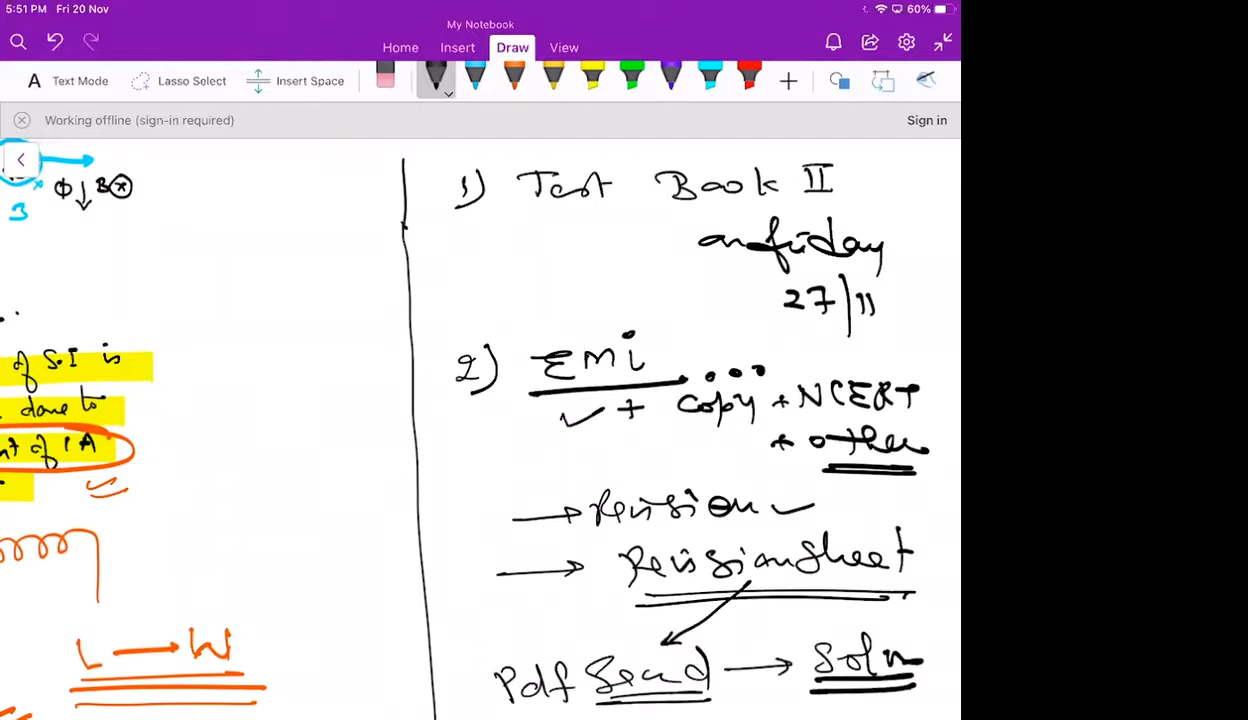 5:51 PM Fri 20 Nov
60%
My Notebook
Home Insert Draw View
A Text Mode Lasso Select Insert Space
Working offline (sign-in required)
Sign in
Φ↓ B⊗
3
of S.I is
done to
of 1A
L → W
1) Test Book II
on friday
27/11
2) EMi
✓ + copy + NCERT
+ other
→ Revision ✓
→ Revision Sheet
Pdf Send → Soln